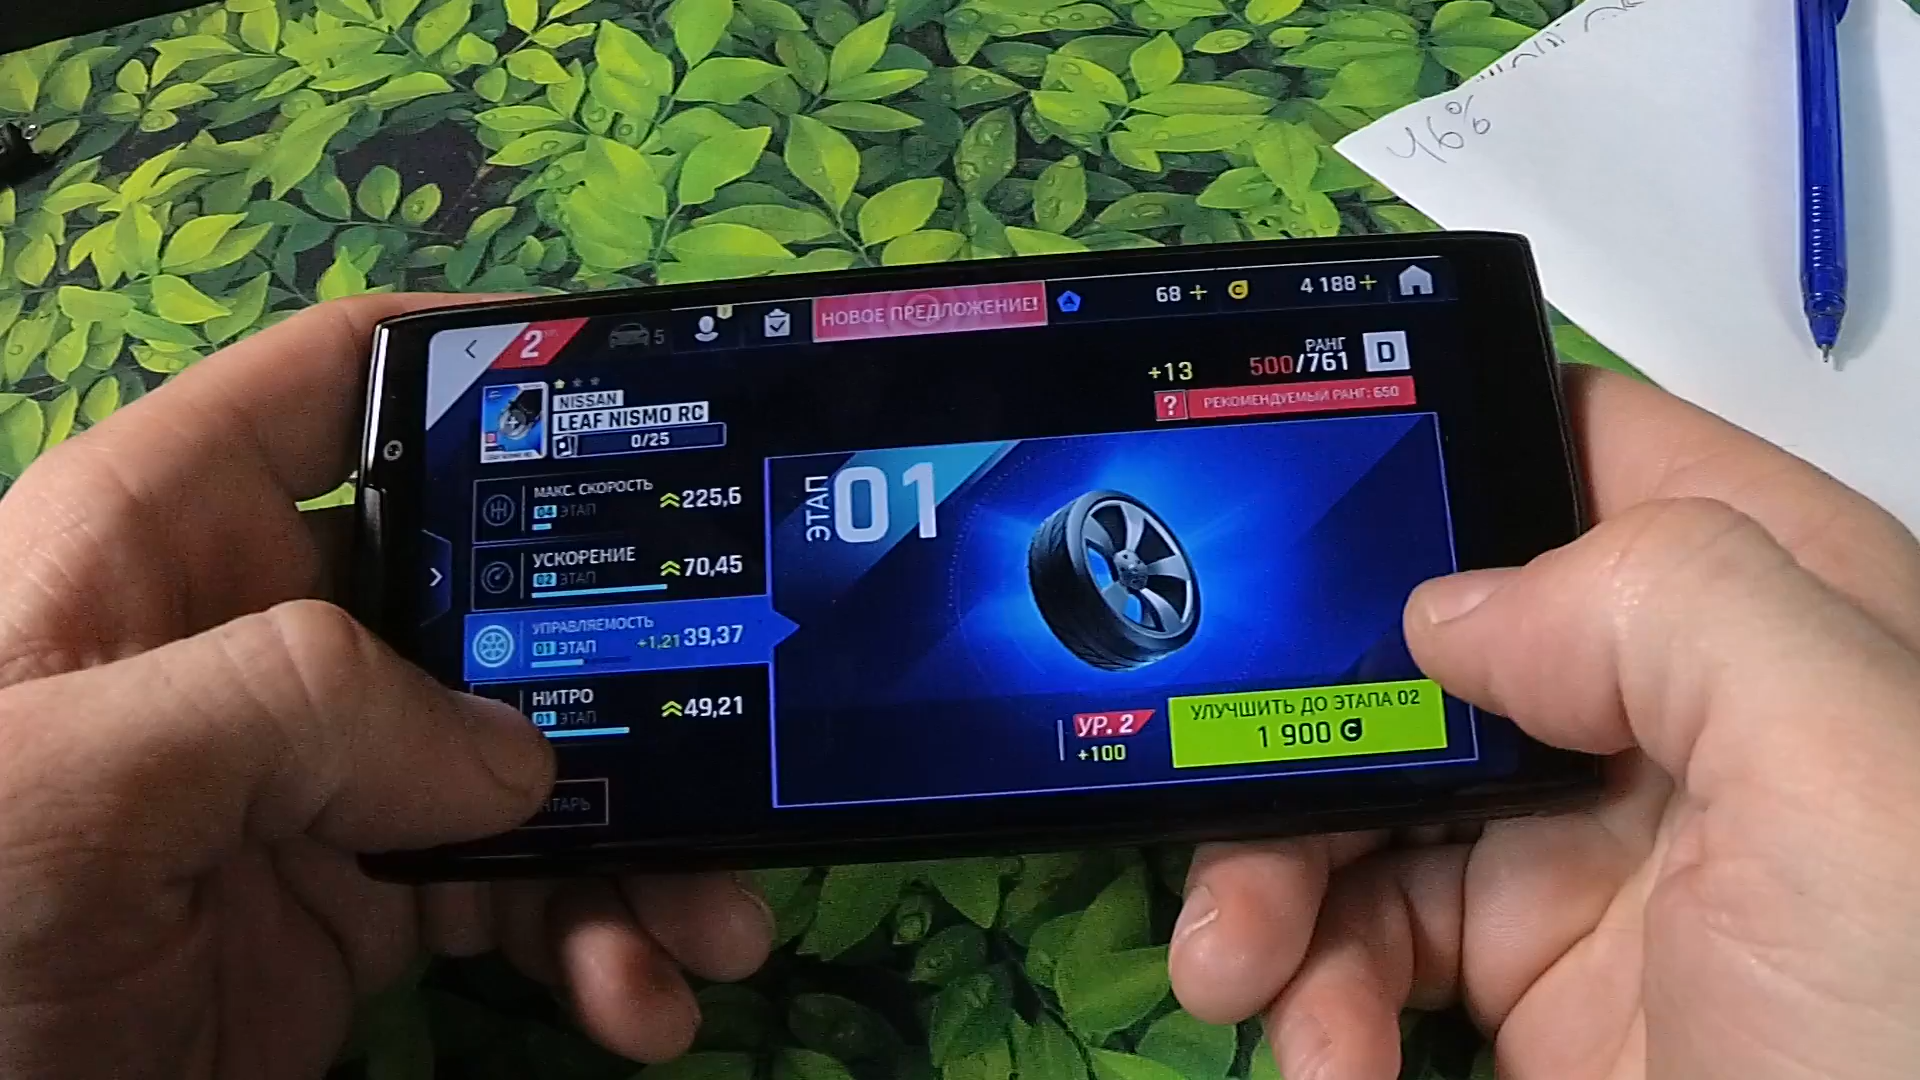 46%
2
5
НОВОЕ ПРЕДЛОЖЕНИЕ!
68 +
4 188 +
NISSAN
LEAF NISMO RC
0/25
+13
РАНГ
500/761
D
? РЕКОМЕНДУЕМЫЙ РАНГ: 650
МАКС. СКОРОСТЬ
04 ЭТАП
225,6
УСКОРЕНИЕ
02 ЭТАП
70,45
УПРАВЛЯЕМОСТЬ
01 ЭТАП
+1,21 39,37
НИТРО
01 ЭТАП
49,21
ЭТАП 01
УР. 2
+100
УЛУЧШИТЬ ДО ЭТАПА 02
1 900